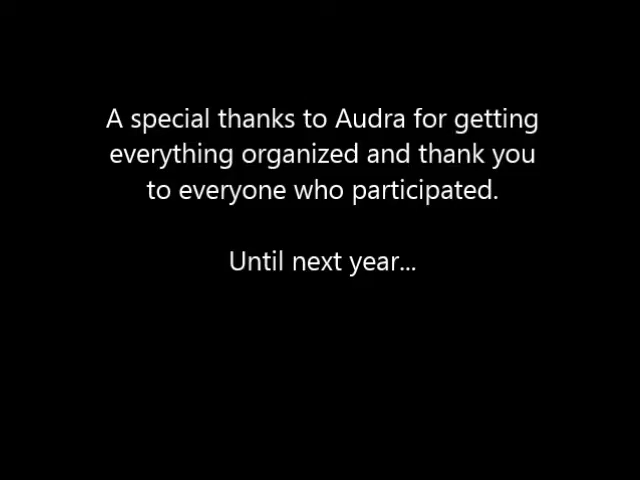 A special thanks to Audra for getting
everything organized and thank you
to everyone who participated.
Until next year...